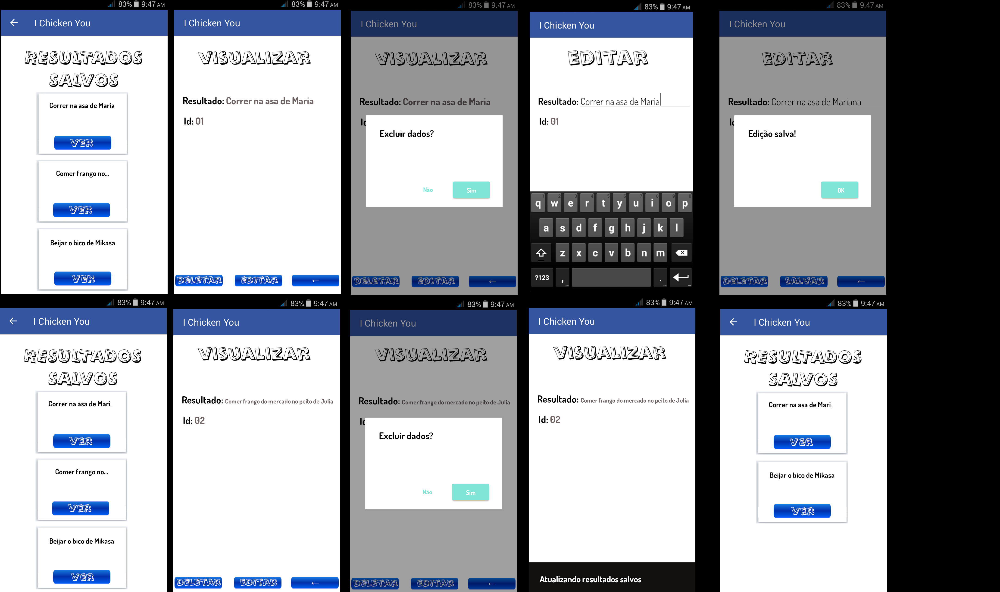 83% 9:47 AM
I Chicken You
RESULTADOS
SALVOS
Correr na asa de Maria
VER
Comer frango no...
VER
Beijar o bico de Mikasa
VER
83% 9:47 AM
I Chicken You
VISUALIZAR
Resultado: Correr na asa de Maria
Id: 01
DELETAR EDITAR ←
83% 9:47 AM
I Chicken You
VISUALIZAR
Resultado: Correr na asa de Maria
Excluir dados?
Não Sim
DELETAR EDITAR ←
83% 9:47 AM
I Chicken You
EDITAR
Resultado: Correr na asa de Maria
Id: 01
1 2 3 4 5 6 7 8 9 0
q w e r t y u i o p
a s d f g h j k l
z x c v b n m
?123 , .
83% 9:47 AM
I Chicken You
EDITAR
Resultado: Correr na asa de Mariana
Edição salva!
OK
DELETAR SALVAR ←
83% 9:47 AM
I Chicken You
RESULTADOS
SALVOS
Correr na asa de Mari...
VER
Comer frango no...
VER
Beijar o bico de Mikasa
VER
83% 9:47 AM
I Chicken You
VISUALIZAR
Resultado: Comer frango do mercado no peito de Julia
Id: 02
DELETAR EDITAR ←
83% 9:47 AM
I Chicken You
VISUALIZAR
Resultado: Comer frango do mercado no peito de Julia
Excluir dados?
Não Sim
DELETAR EDITAR ←
83% 9:47 AM
I Chicken You
VISUALIZAR
Resultado: Comer frango do mercado no peito de Julia
Id: 02
Atualizando resultados salvos
83% 9:47 AM
I Chicken You
RESULTADOS
SALVOS
Correr na asa de Mari...
VER
Beijar o bico de Mikasa
VER